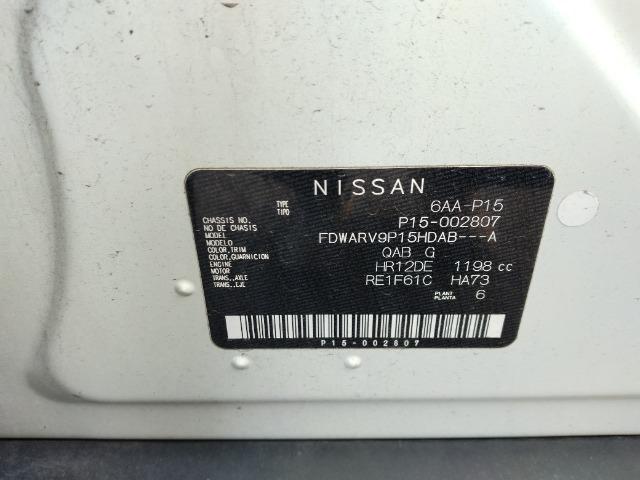 NISSAN
TYPE TIPO 6AA-P15
CHASSIS NO. NO DE CHASIS P15-002807
MODEL MODELO FDWARV9P15HDAB---A
COLOR,TRIM COLOR,GUARNICION QAB G
ENGINE MOTOR HR12DE 1198 cc
TRANS.,AXLE TRANS.,EJE RE1F61C HA73
PLANT PLANTA 6
P15-002807